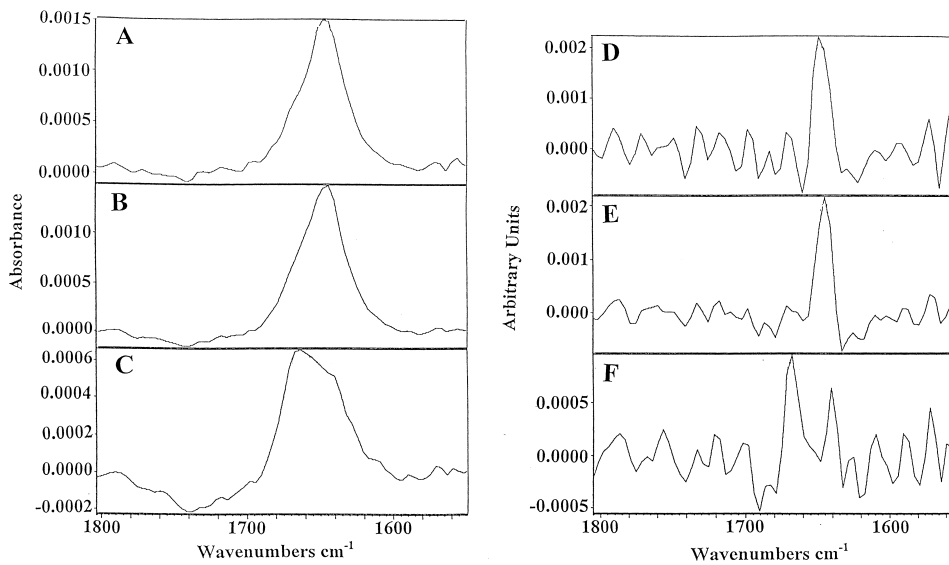 A
0.0015
0.0010
0.0005
0.0000
B
0.0010
0.0005
0.0000
C
0.0006
0.0004
0.0002
0.0000
-0.0002
Absorbance
1800 1700 1600
Wavenumbers cm-1
D
0.002
0.001
0.000
E
0.002
0.001
0.000
F
0.0005
0.0000
-0.0005
Arbitrary Units
1800 1700 1600
Wavenumbers cm-1